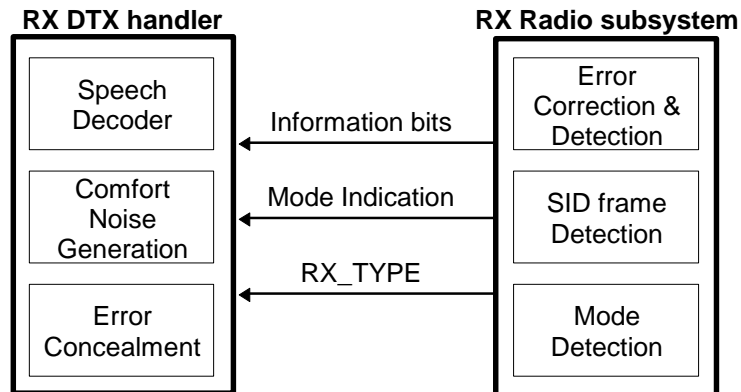 RX DTX handler
RX Radio subsystem
Speech
Decoder
Comfort
Noise
Generation
Error
Concealment
Information bits
Mode Indication
RX_TYPE
Error
Correction &
Detection
SID frame
Detection
Mode
Detection